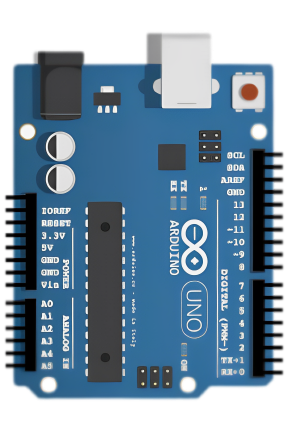 SCL
SDA
AREF
GND
13
12
~11
~10
~9
8
7
~6
~5
4
~3
2
TX→1
RX←0
DIGITAL (PWM~)
IOREF
RESET
3.3V
5V
GND
GND
Vin
POWER
A0
A1
A2
A3
A4
A5
ANALOG IN
www.arduino.cc - made in Italy
ARDUINO
UNO
TX
RX
L
ON